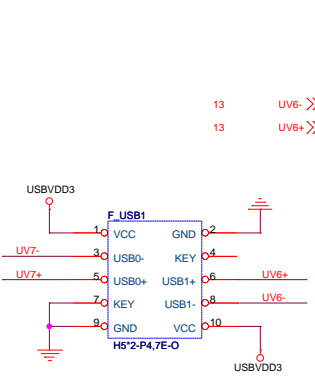 13 UV6-
13 UV6+
USBVDD3
F_USB1
1 VCC GND 2
UV7- 3 USB0- KEY 4
UV7+ 5 USB0+ USB1+ 6 UV6+
7 KEY USB1- 8 UV6-
9 GND VCC 10
H5*2-P4,7E-O
USBVDD3